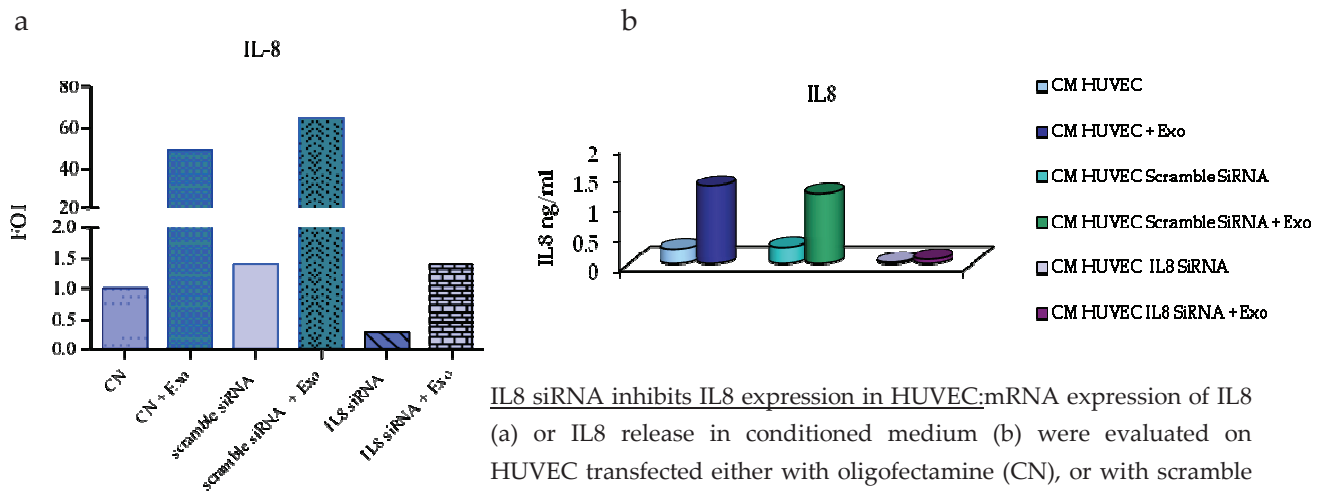 a
b
IL-8
80
60
40
20
2.0
1.5
1.0
0.5
0.0
FOI
CN
CN + Exo
scramble siRNA
scramble siRNA + Exo
IL8 siRNA
IL8 siRNA + Exo
IL8
2
1.5
1
0.5
0
IL8 ng/ml
CM HUVEC
CM HUVEC + Exo
CM HUVEC Scramble SiRNA
CM HUVEC Scramble SiRNA + Exo
CM HUVEC IL8 SiRNA
CM HUVEC IL8 SiRNA + Exo
IL8 siRNA inhibits IL8 expression in HUVEC:mRNA expression of IL8
(a) or IL8 release in conditioned medium (b) were evaluated on
HUVEC transfected either with oligofectamine (CN), or with scramble